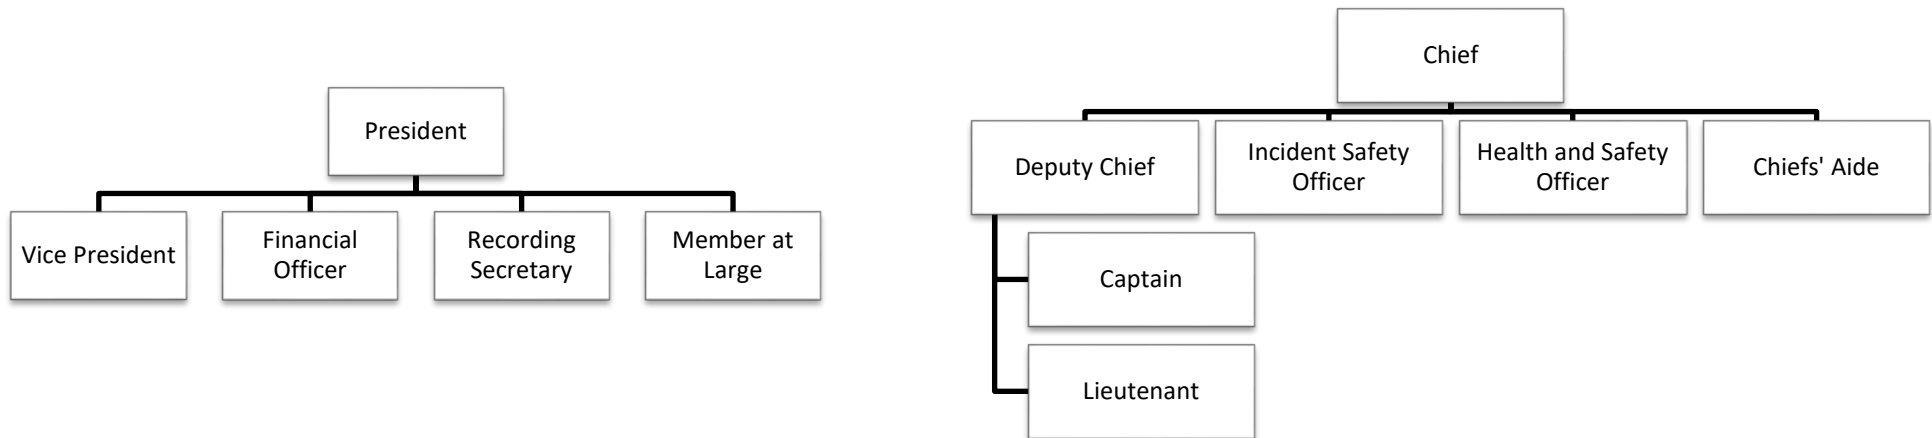 President
Vice President
Financial
Officer
Recording
Secretary
Member at
Large
Chief
Deputy Chief
Incident Safety
Officer
Health and Safety
Officer
Chiefs' Aide
Captain
Lieutenant